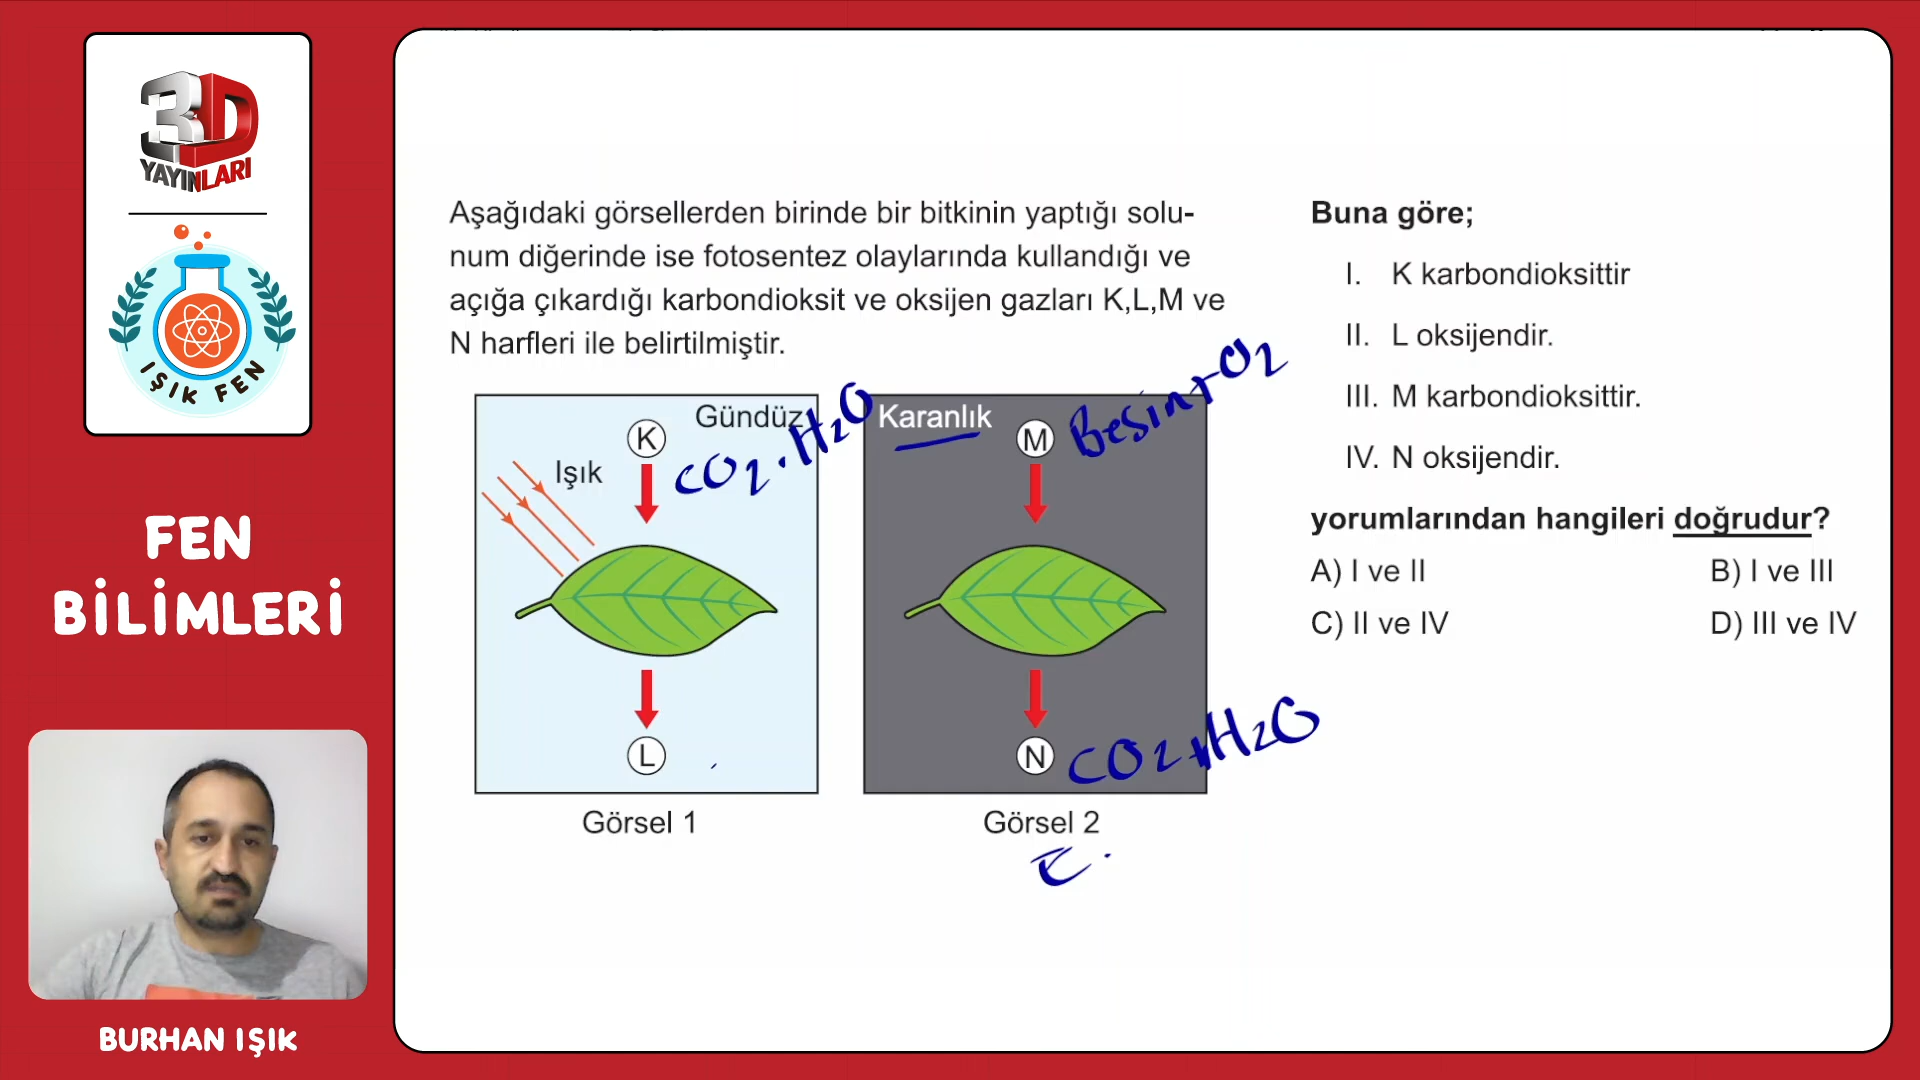 3D
YAYINLARI
IŞIK FEN
FEN
BİLİMLERİ
BURHAN IŞIK
Aşağıdaki görsellerden birinde bir bitkinin yaptığı solu-
num diğerinde ise fotosentez olaylarında kullandığı ve
açığa çıkardığı karbondioksit ve oksijen gazları K,L,M ve
N harfleri ile belirtilmiştir.
Gündüz
K
CO2 . H2O
Işık
L
Görsel 1
Karanlık
M
Besin + O2
N
CO2 + H2O
Görsel 2
Buna göre;
I. K karbondioksittir
II. L oksijendir.
III. M karbondioksittir.
IV. N oksijendir.
yorumlarından hangileri doğrudur?
A) I ve II
B) I ve III
C) II ve IV
D) III ve IV